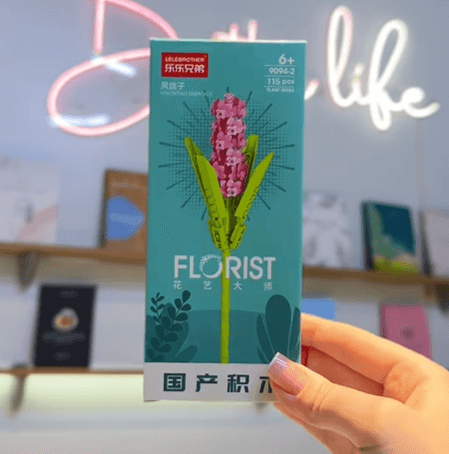 life
LELEBROTHER
乐乐兄弟
6+
9094-2
115 pcs
风信子
FLORIST
花艺大师
国产积木